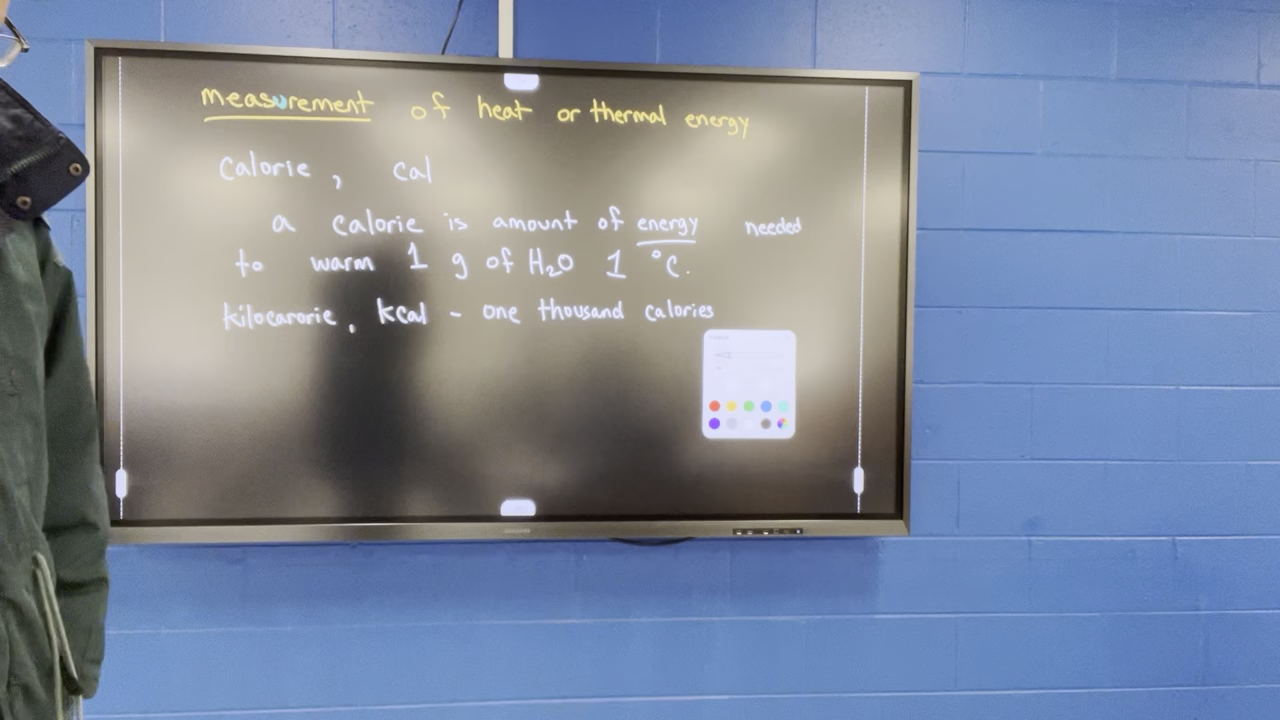 measurement of heat or thermal energy
calorie, cal
a calorie is amount of energy needed
to warm 1 g of H₂O 1 °C.
kilocarorie, kcal - one thousand calories